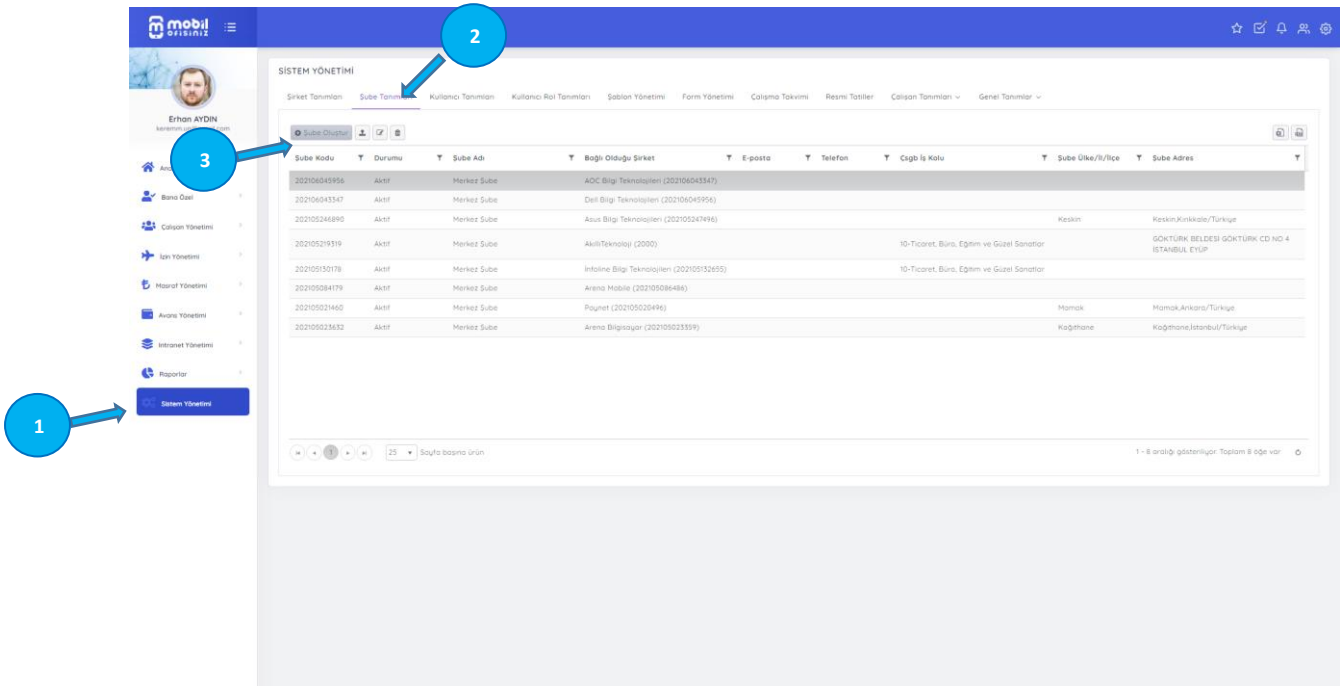 mobil
ofisiniz
2
SİSTEM YÖNETİMİ
Şirket Tanımları Şube Kullanıcı Tanımları Kullanıcı Rol Tanımları Şablon Yönetimi Form Yönetimi Çalışma Takvimi Resmi Tatiller Çalışan Tanımları Genel Tanımlar
Erhan AYDIN
3
Şube Oluştur
Şube Kodu Durumu Şube Adı Bağlı Olduğu Şirket E-posta Telefon Csgb İş Kolu Şube Ülke/İl/İlçe Şube Adres
202106045956 Aktif Merkez Şube AOC Bilgi Teknolojileri (202106043347)
202106043347 Aktif Merkez Şube Dell Bilgi Teknolojileri (202106045956)
202105246890 Aktif Merkez Şube Asus Bilgi Teknolojileri (202105247496) Keskin Keskin,Kırıkkale/Türkiye
202105219319 Aktif Merkez Şube AkıllıTeknoloji (2000) 10-Ticaret, Büro, Eğitim ve Güzel Sanatlar GÖKTÜRK BELDESİ GÖKTÜRK CD NO 4
İSTANBUL EYÜP
202105130178 Aktif Merkez Şube İnfoline Bilgi Teknolojileri (202105132655) 10-Ticaret, Büro, Eğitim ve Güzel Sanatlar
202105084179 Aktif Merkez Şube Arena Mobile (202105086486)
202105021460 Aktif Merkez Şube Paynet (202105020496) Mamak Mamak,Ankara/Türkiye
202105023632 Aktif Merkez Şube Arena Bilgisayar (202105023359) Kağıthane Kağıthane,İstanbul/Türkiye
Bana Özel
Çalışan Yönetimi
İzin Yönetimi
Masraf Yönetimi
Avans Yönetimi
Intranet Yönetimi
Raporlar
Sistem Yönetimi
1
1 25 Sayfa başına ürün 1 - 8 aralığı gösteriliyor. Toplam 8 öğe var